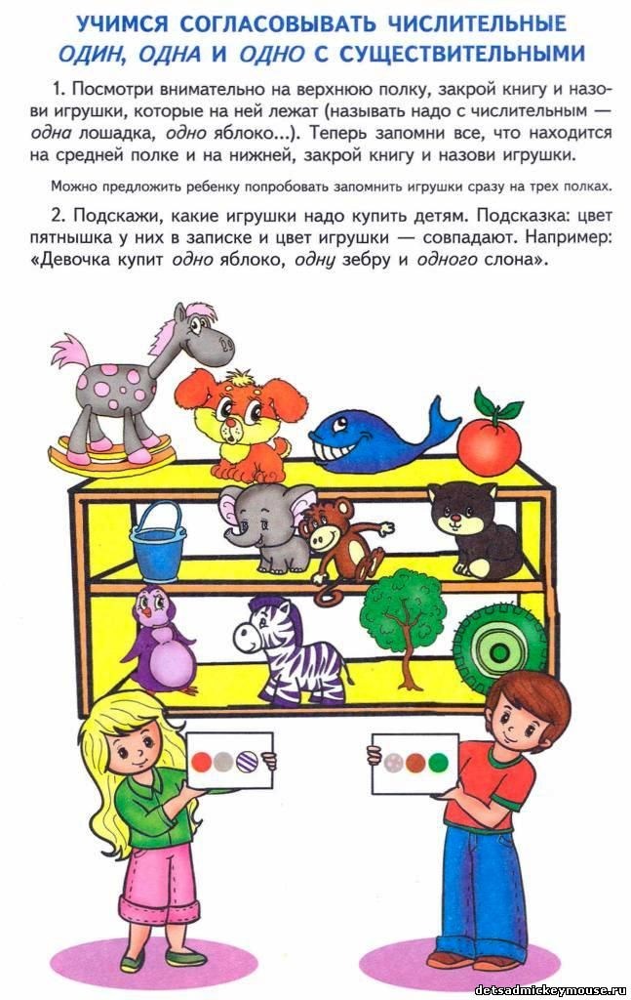 УЧИМСЯ СОГЛАСОВЫВАТЬ ЧИСЛИТЕЛЬНЫЕ
ОДИН, ОДНА И ОДНО С СУЩЕСТВИТЕЛЬНЫМИ
1. Посмотри внимательно на верхнюю полку, закрой книгу и назо-
ви игрушки, которые на ней лежат (называть надо с числительным —
одна лошадка, одно яблоко...). Теперь запомни все, что находится
на средней полке и на нижней, закрой книгу и назови игрушки.
Можно предложить ребенку попробовать запомнить игрушки сразу на трех полках.
2. Подскажи, какие игрушки надо купить детям. Подсказка: цвет
пятнышка у них в записке и цвет игрушки — совпадают. Например:
«Девочка купит одно яблоко, одну зебру и одного слона».
detsadmickeymouse.ru